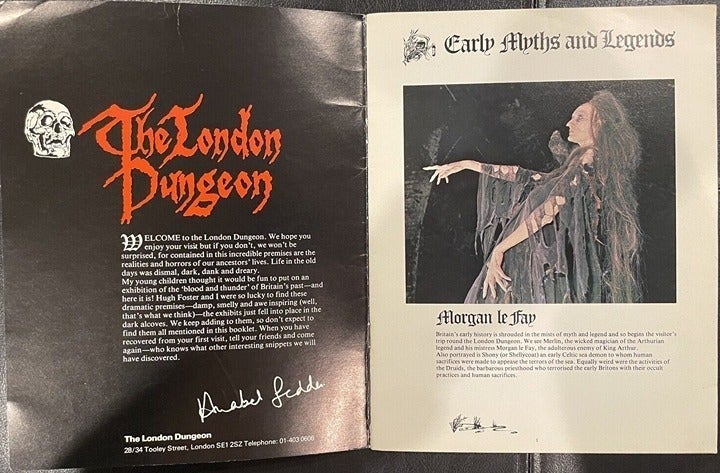 The London
Dungeon
WELCOME to the London Dungeon. We hope you
enjoy your visit but if you don't, we won't be
surprised, for contained in this incredible premises are the
realities and horrors of our ancestors' lives. Life in the old
days was dismal, dark, dank and dreary.
My young children thought it would be fun to put on an
exhibition of the 'blood and thunder' of Britain's past—and
here it is! Hugh Foster and I were so lucky to find these
dramatic premises—damp, smelly and awe inspiring (well,
that's what we think)—the exhibits just fell into place in the
dark alcoves. We keep adding to them, so don't expect to
find them all mentioned in this booklet. When you have
recovered from your first visit, tell your friends and come
again—who knows what other interesting snippets we will
have discovered.
Annabel Geddes
The London Dungeon
28/34 Tooley Street, London SE1 2SZ Telephone: 01-403 0606
Early Myths and Legends
Morgan le Fay
Britain's early history is shrouded in the mists of myth and legend and so begins the visitor's
trip round the London Dungeon. We see Merlin, the wicked magician of the Arthurian
legend and his mistress Morgan le Fay, the adulterous enemy of King Arthur.
Also portrayed is Shony (or Shellycoat) an early Celtic sea demon to whom human
sacrifices were made to appease the terrors of the sea. Equally weird were the activities of
the Druids, the barbarous priesthood who terrorised the early Britons with their occult
practices and human sacrifices.
1